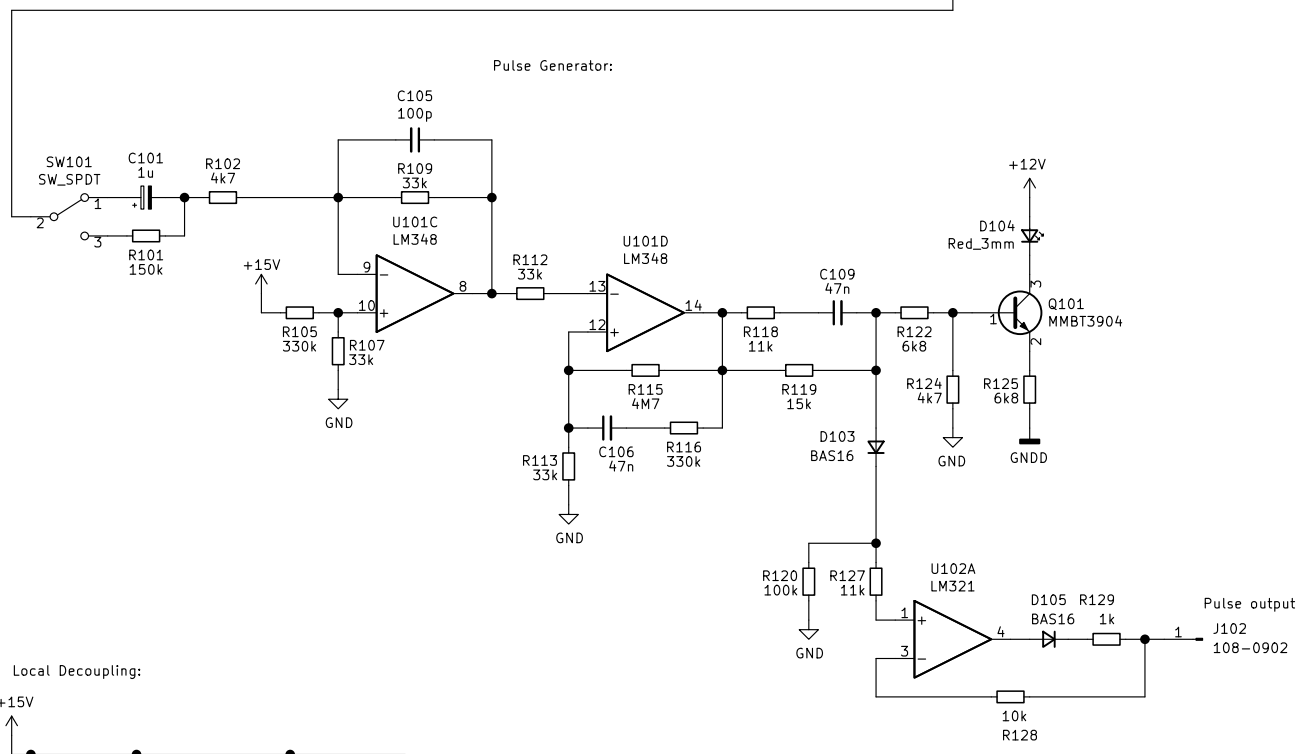 Pulse Generator:
C105
100p
SW101
SW_SPDT
C101
1u
+
R102
4k7
R109
33k
+12V
1
2
3
R101
150k
U101C
LM348
D104
Red_3mm
U101D
LM348
+15V
9
−
8
10
+
R112
33k
13
−
14
12
+
C109
47n
3
Q101
MMBT3904
1
2
R105
330k
R107
33k
GND
R118
11k
R122
6k8
R115
4M7
R119
15k
R124
4k7
R125
6k8
C106
47n
R116
330k
R113
33k
GND
D103
BAS16
GND
GNDD
R120
100k
R127
11k
GND
U102A
LM321
1
+
4
3
−
D105
BAS16
R129
1k
Pulse output
1
J102
108-0902
10k
R128
Local Decoupling:
+15V